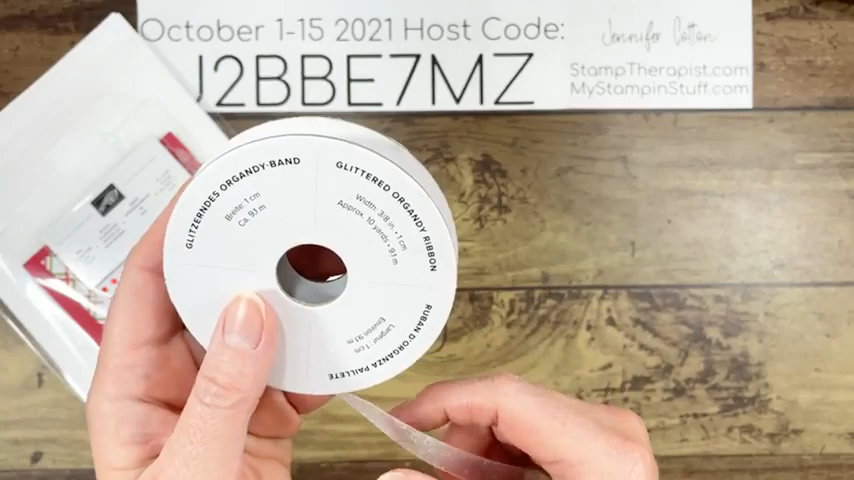 October 1-15 2021 Host Code:
J2BBE7MZ
Jennifer Cotton
StampTherapist.com
MyStampinStuff.com
GLITZERNDES ORGANDY-BAND
Breite: 1 cm
Ca. 9,1 m
GLITTERED ORGANDY RIBBON
Width: 3/8 in. • 1 cm
Approx. 10 yards • 9.1 m
RUBAN D'ORGANZA PAILLETÉ
Largeur : 1 cm
Environ 9,1 m